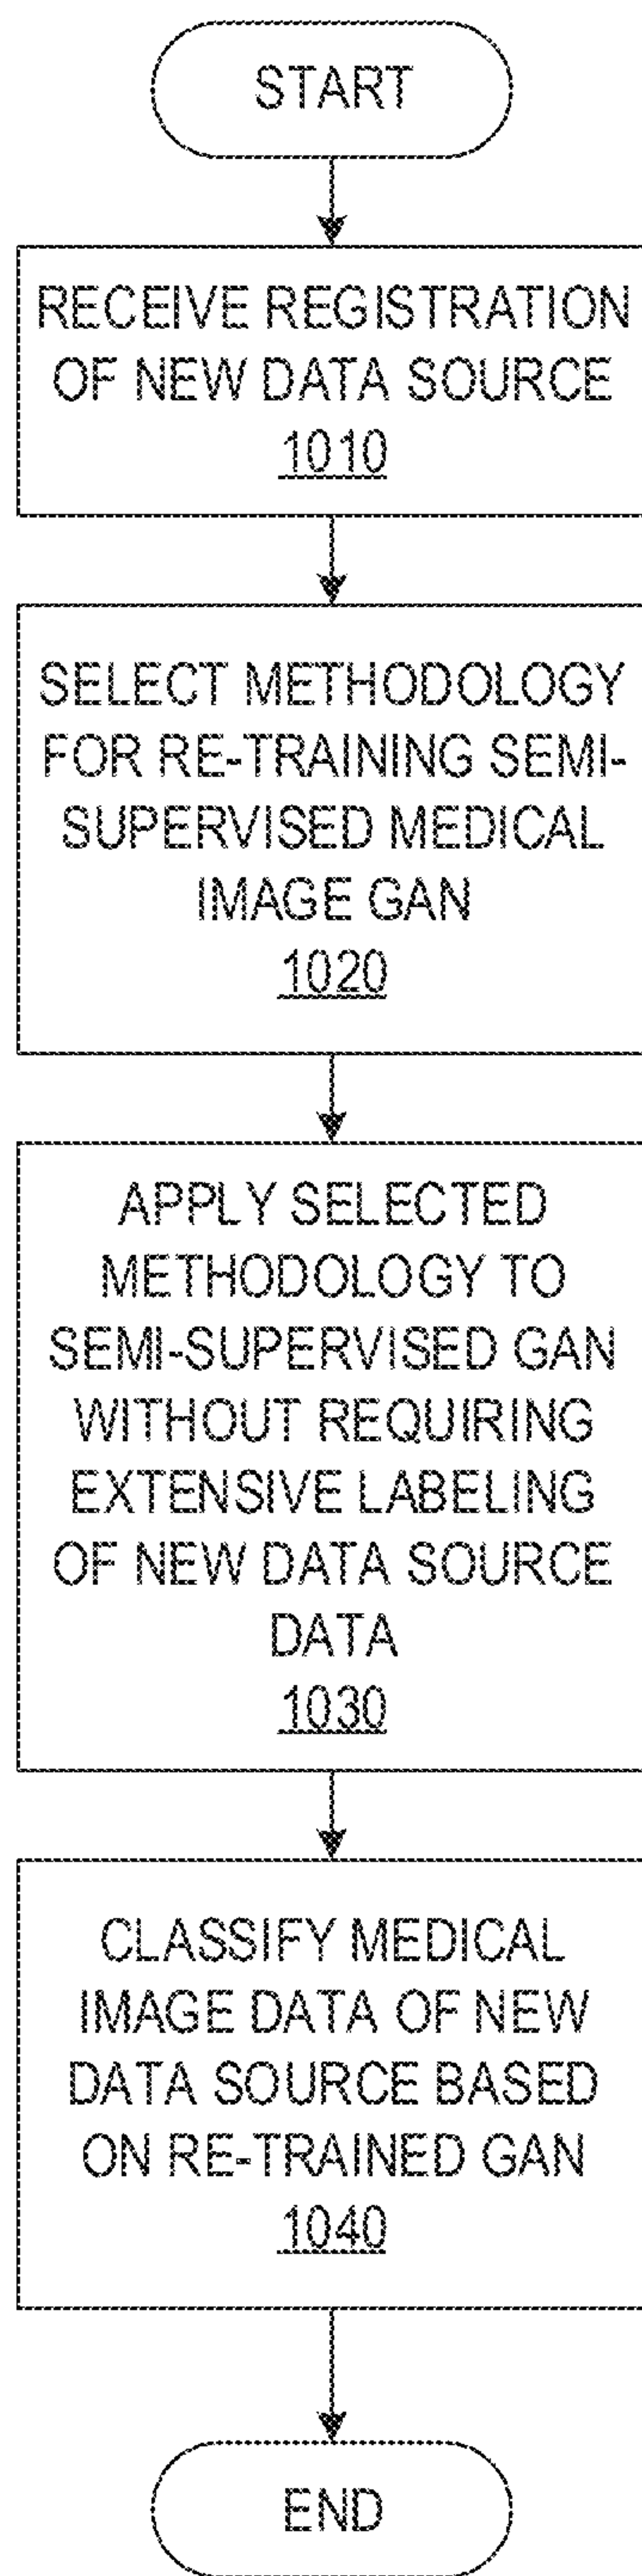 START
RECEIVE REGISTRATION
OF NEW DATA SOURCE
1010
SELECT METHODOLOGY
FOR RE-TRAINING SEMI-
SUPERVISED MEDICAL
IMAGE GAN
1020
APPLY SELECTED
METHODOLOGY TO
SEMI-SUPERVISED GAN
WITHOUT REQUIRING
EXTENSIVE LABELING
OF NEW DATA SOURCE
DATA
1030
CLASSIFY MEDICAL
IMAGE DATA OF NEW
DATA SOURCE BASED
ON RE-TRAINED GAN
1040
END